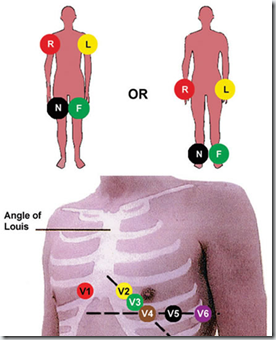 R L
N F
OR
R L
N F
Angle of
Louis
V1 V2
V3
V4 V5 V6